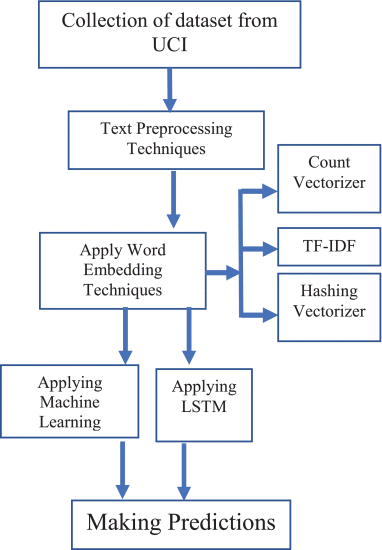 Collection of dataset from
UCI
Text Preprocessing
Techniques
Count
Vectorizer
Apply Word
Embedding
Techniques
TF-IDF
Hashing
Vectorizer
Applying
Machine
Learning
Applying
LSTM
Making Predictions